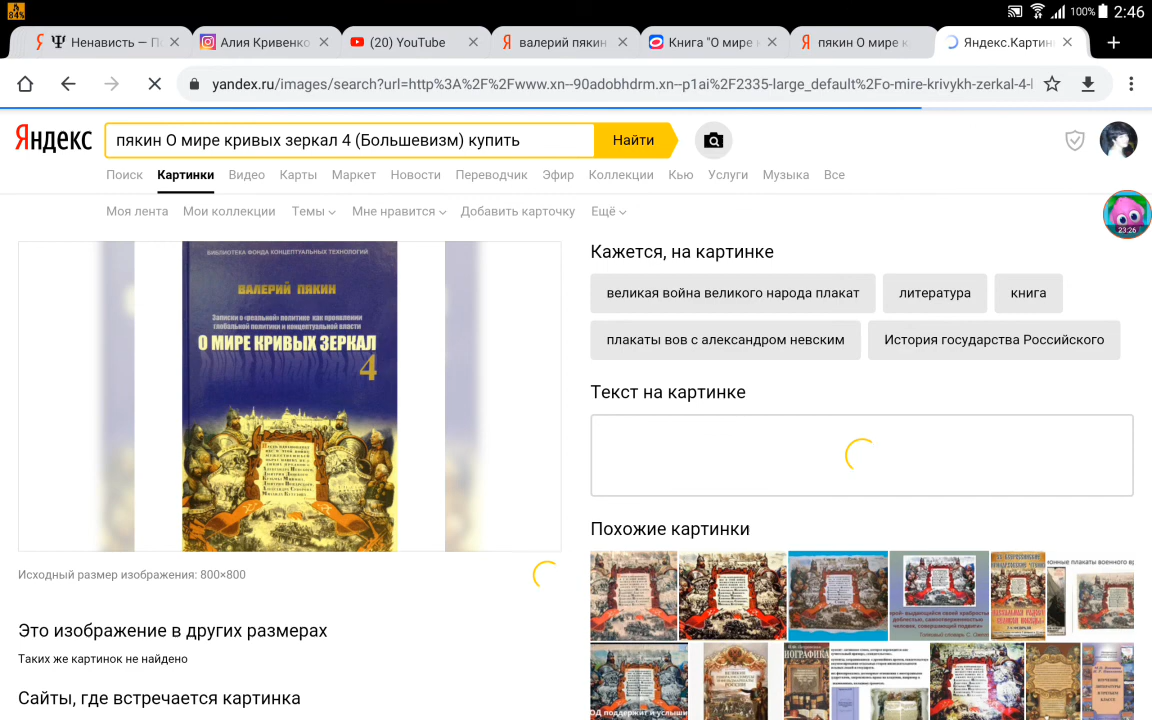 84%
100%
2:46
Ψ Ненависть — По
Алия Кривенко
(20) YouTube
валерий пякин
Книга "О мире к
пякин О мире к
Яндекс.Картин
yandex.ru/images/search?url=http%3A%2F%2Fwww.xn--90adobhdrm.xn--p1ai%2F2335-large_default%2Fo-mire-krivykh-zerkal-4-l
Яндекс
пякин О мире кривых зеркал 4 (Большевизм) купить
Найти
Поиск Картинки Видео Карты Маркет Новости Переводчик Эфир Коллекции Кью Услуги Музыка Все
Моя лента Мои коллекции Темы Мне нравится Добавить карточку Ещё
23:26
БИБЛИОТЕКА ФОНДА КОНЦЕПТУАЛЬНЫХ ТЕХНОЛОГИЙ
ВАЛЕРИЙ ПЯКИН
Записки о «реальной» политике как проявлении
глобальной политики и концептуальной власти
О МИРЕ КРИВЫХ ЗЕРКАЛ
4
Кажется, на картинке
великая война великого народа плакат
литература
книга
плакаты вов с александром невским
История государства Российского
Текст на картинке
Похожие картинки
Исходный размер изображения: 800×800
Это изображение в других размерах
Таких же картинок не найдено
Сайты, где встречается картинка